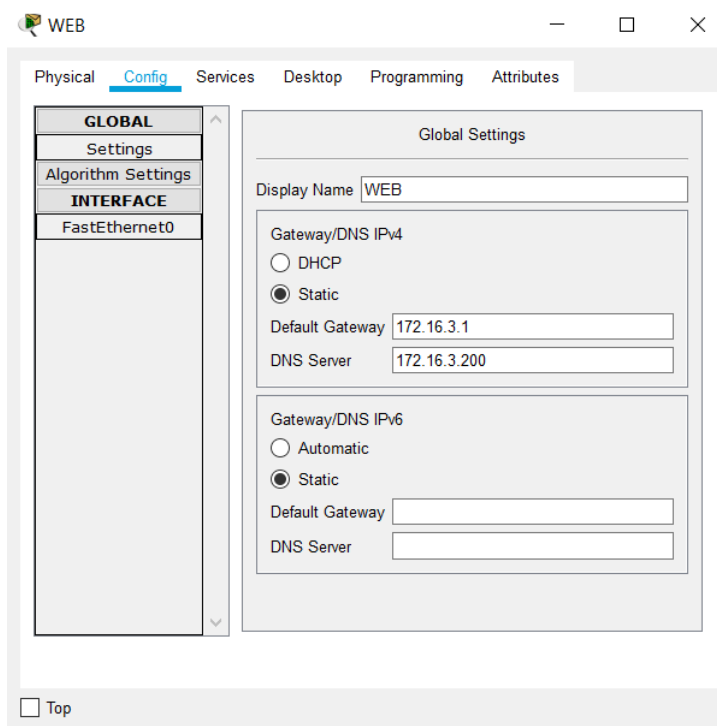 WEB
Physical Config Services Desktop Programming Attributes
GLOBAL
Settings
Algorithm Settings
INTERFACE
FastEthernet0
Global Settings
Display Name WEB
Gateway/DNS IPv4
DHCP
Static
Default Gateway 172.16.3.1
DNS Server 172.16.3.200
Gateway/DNS IPv6
Automatic
Static
Default Gateway
DNS Server
Top